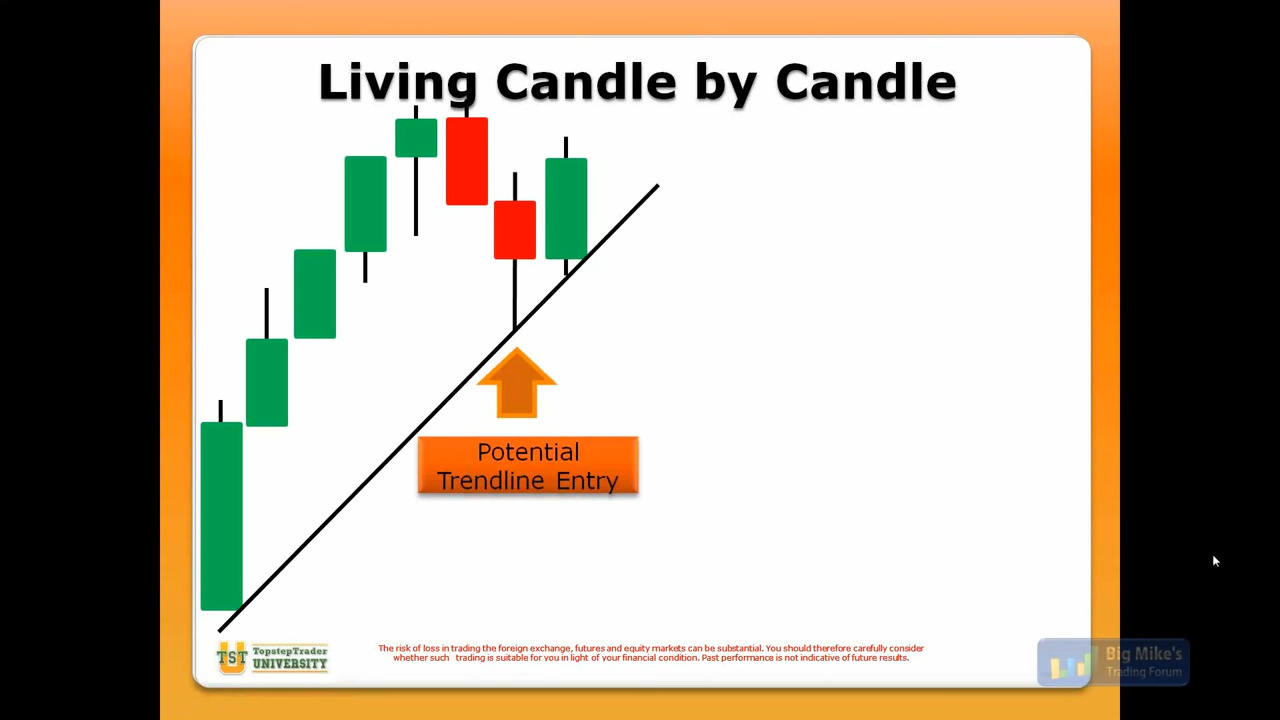 Living Candle by Candle
Potential
Trendline Entry
TST
TopstepTrader
UNIVERSITY
The risk of loss in trading the foreign exchange, futures and equity markets can be substantial. You should therefore carefully consider
whether such trading is suitable for you in light of your financial condition. Past performance is not indicative of future results.
Big Mike's
Trading Forum